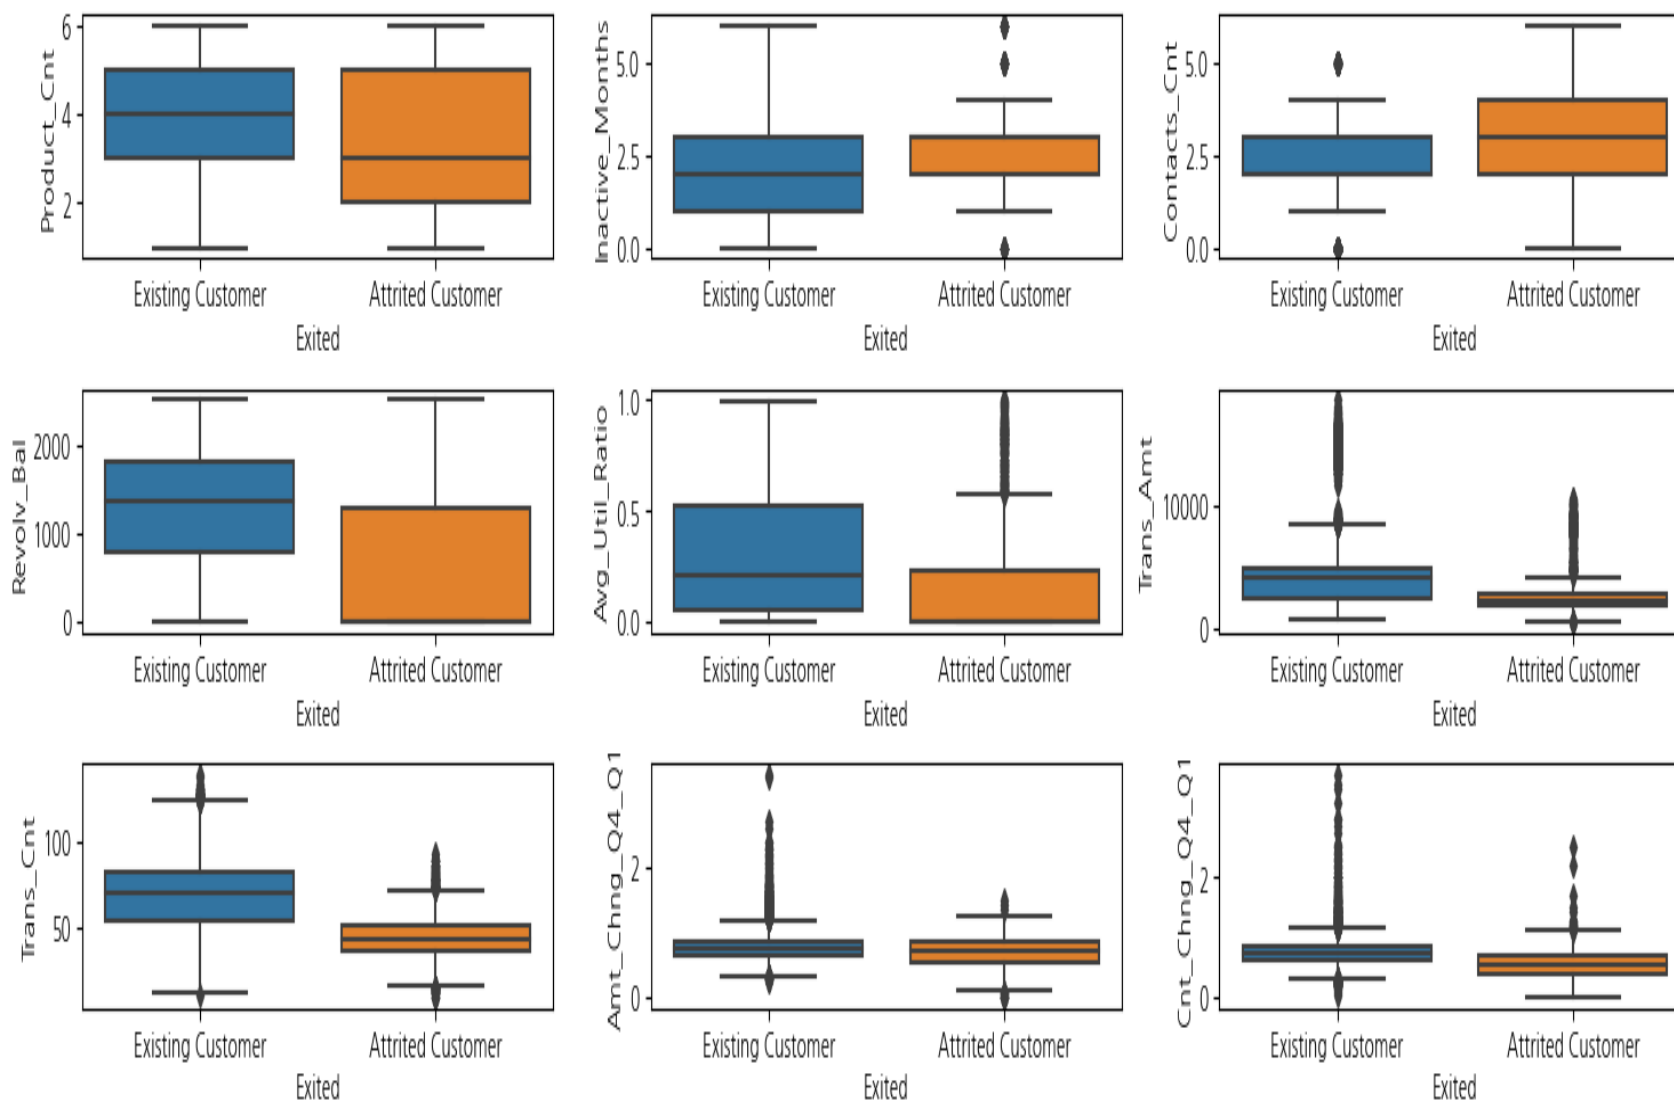 Product_Cnt
6
4
2
Existing Customer
Attrited Customer
Exited
Inactive_Months
5.0
2.5
0.0
Existing Customer
Attrited Customer
Exited
Contacts_Cnt
5.0
2.5
0.0
Existing Customer
Attrited Customer
Exited
Revolv_Bal
2000
1000
0
Existing Customer
Attrited Customer
Exited
Avg_Util_Ratio
1.0
0.5
0.0
Existing Customer
Attrited Customer
Exited
Trans_Amt
10000
0
Existing Customer
Attrited Customer
Exited
Trans_Cnt
100
50
Existing Customer
Attrited Customer
Exited
Amt_Chng_Q4_Q1
2
0
Existing Customer
Attrited Customer
Exited
Cnt_Chng_Q4_Q1
2
0
Existing Customer
Attrited Customer
Exited